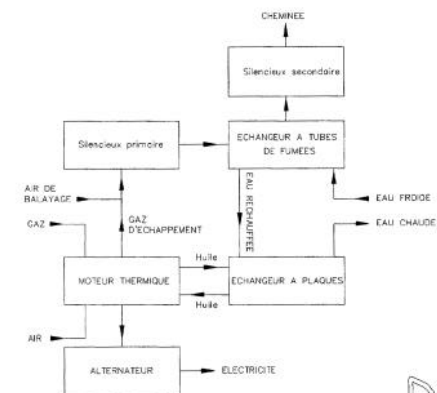 CHEMINEE
Silencieux secondaire
Silencieux primaire
ECHANGEUR A TUBES
DE FUMÉES
AIR DE
BALAYAGE
GAZ
GAZ
D'ECHAPPEMENT
EAU RECHAUFFEE
EAU FROIDE
EAU CHAUDE
Huile
MOTEUR THERMIQUE
ECHANGEUR A PLAQUES
Huile
AIR
ALTERNATEUR
ELECTRICITE